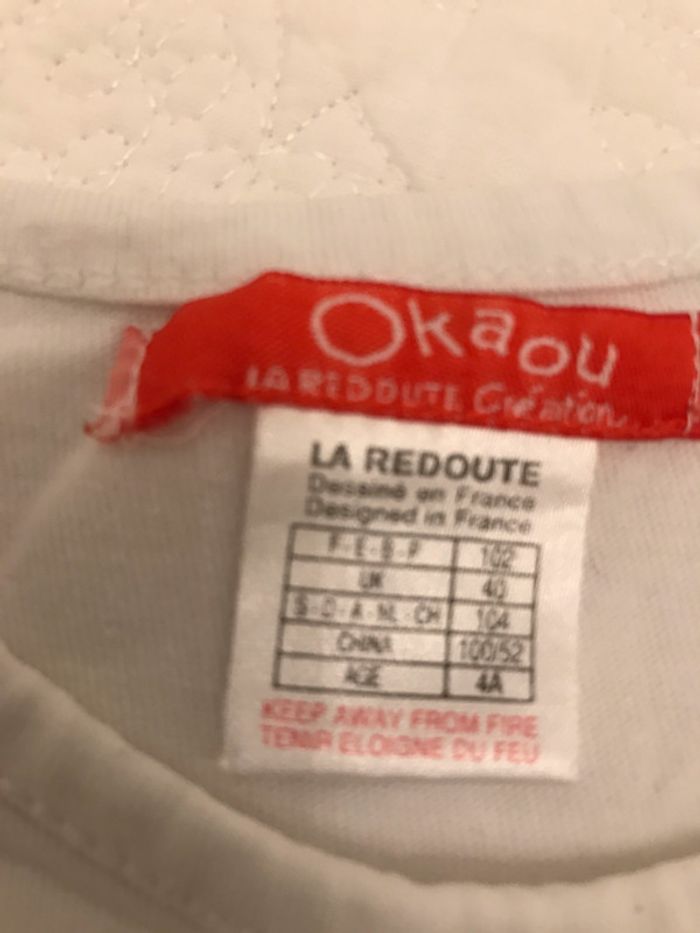 Okaou
LA REDOUTE Création
LA REDOUTE
Dessiné en France
Designed in France
F - E - B - P 102
UK 40
S - D - A - NL - CH 104
CHINA 100/52
AGE 4A
KEEP AWAY FROM FIRE
TENIR ELOIGNE DU FEU